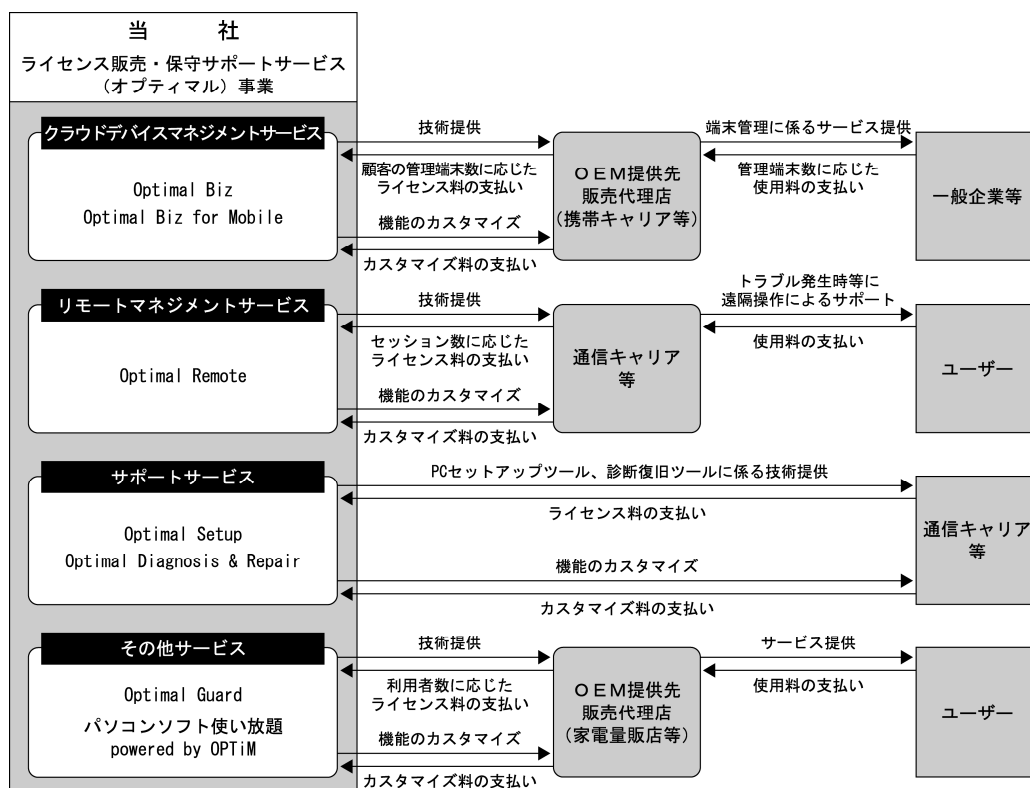 当 社
ライセンス販売・保守サポートサービス
(オプティマル)事業
クラウドデバイスマネジメントサービス
Optimal Biz
Optimal Biz for Mobile
技術提供
顧客の管理端末数に応じた
ライセンス料の支払い
機能のカスタマイズ
カスタマイズ料の支払い
OEM提供先
販売代理店
(携帯キャリア等)
端末管理に係るサービス提供
管理端末数に応じた
使用料の支払い
一般企業等
リモートマネジメントサービス
Optimal Remote
技術提供
セッション数に応じた
ライセンス料の支払い
機能のカスタマイズ
カスタマイズ料の支払い
通信キャリア
等
トラブル発生時等に
遠隔操作によるサポート
使用料の支払い
ユーザー
サポートサービス
Optimal Setup
Optimal Diagnosis & Repair
PCセットアップツール、診断復旧ツールに係る技術提供
ライセンス料の支払い
機能のカスタマイズ
カスタマイズ料の支払い
通信キャリア
等
その他サービス
Optimal Guard
パソコンソフト使い放題
powered by OPTiM
技術提供
利用者数に応じた
ライセンス料の支払い
機能のカスタマイズ
カスタマイズ料の支払い
OEM提供先
販売代理店
(家電量販店等)
サービス提供
使用料の支払い
ユーザー